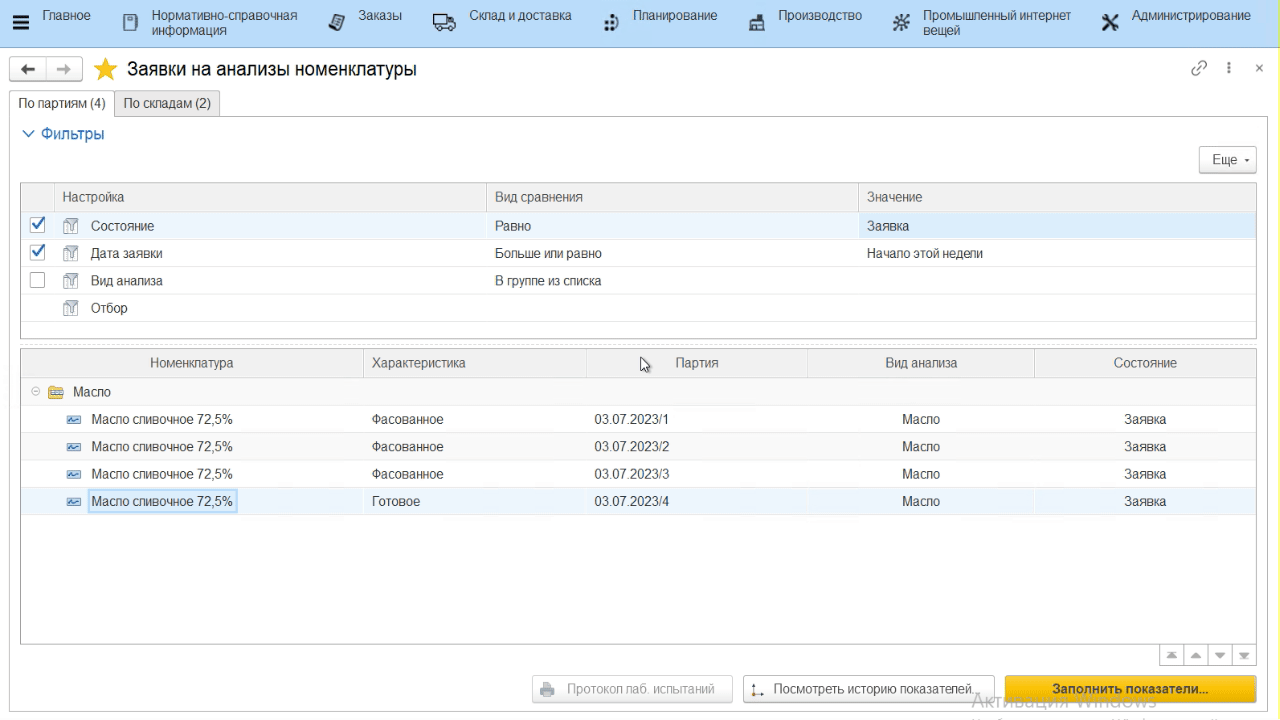 Главное
Нормативно-справочная
информация
Заказы
Склад и доставка
Планирование
Производство
Промышленный интернет
вещей
Администрирование
Заявки на анализы номенклатуры
По партиям (4) По складам (2)
Фильтры
Еще
Настройка Вид сравнения Значение
Состояние Равно Заявка
Дата заявки Больше или равно Начало этой недели
Вид анализа В группе из списка
Отбор
Номенклатура Характеристика Партия Вид анализа Состояние
Масло
Масло сливочное 72,5% Фасованное 03.07.2023/1 Масло Заявка
Масло сливочное 72,5% Фасованное 03.07.2023/2 Масло Заявка
Масло сливочное 72,5% Фасованное 03.07.2023/3 Масло Заявка
Масло сливочное 72,5% Готовое 03.07.2023/4 Масло Заявка
Протокол лаб. испытаний Посмотреть историю показателей... Заполнить показатели...
Активация Windows